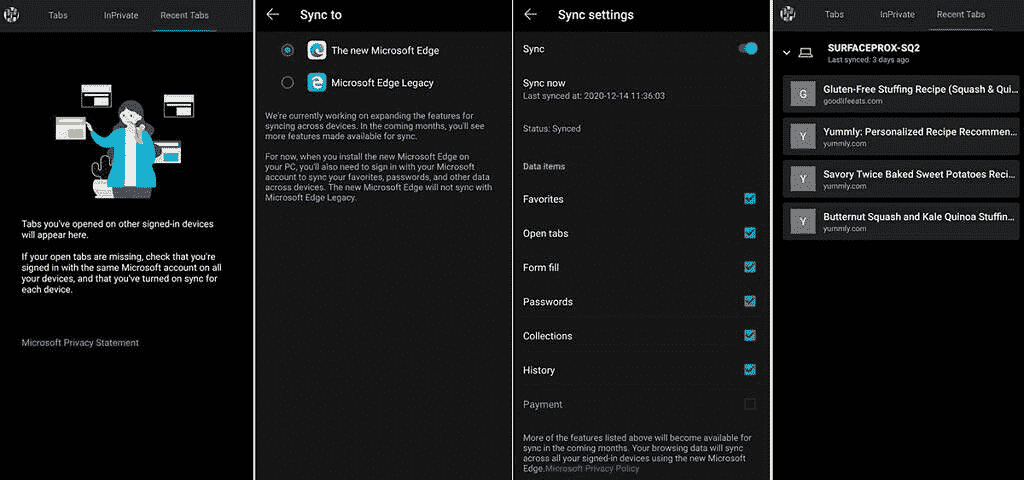 Tabs InPrivate Recent Tabs
Tabs you've opened on other signed-in devices
will appear here.
If your open tabs are missing, check that you're
signed in with the same Microsoft account on all
your devices, and that you've turned on sync for
each device.
Microsoft Privacy Statement
Sync to
The new Microsoft Edge
Microsoft Edge Legacy
We're currently working on expanding the features for
syncing across devices. In the coming months, you'll see
more features made available for sync.
For now, when you install the new Microsoft Edge on
your PC, you'll also need to sign in with your Microsoft
account to sync your favorites, passwords, and other data
across devices. The new Microsoft Edge will not sync with
Microsoft Edge Legacy.
Sync settings
Sync
Sync now
Last synced at: 2020-12-14 11:36:03
Status: Synced
Data items
Favorites
Open tabs
Form fill
Passwords
Collections
History
Payment
More of the features listed above will become available for
sync in the coming months. Your browsing data will sync
across all your signed-in devices using the new Microsoft
Edge.Microsoft Privacy Policy
Tabs InPrivate Recent Tabs
SURFACEPROX-SQ2
Last synced: 3 days ago
G Gluten-Free Stuffing Recipe (Squash & Qui...
goodlifeeats.com
Y Yummly: Personalized Recipe Recommen...
yummly.com
Y Savory Twice Baked Sweet Potatoes Reci...
yummly.com
Y Butternut Squash and Kale Quinoa Stuffin...
yummly.com